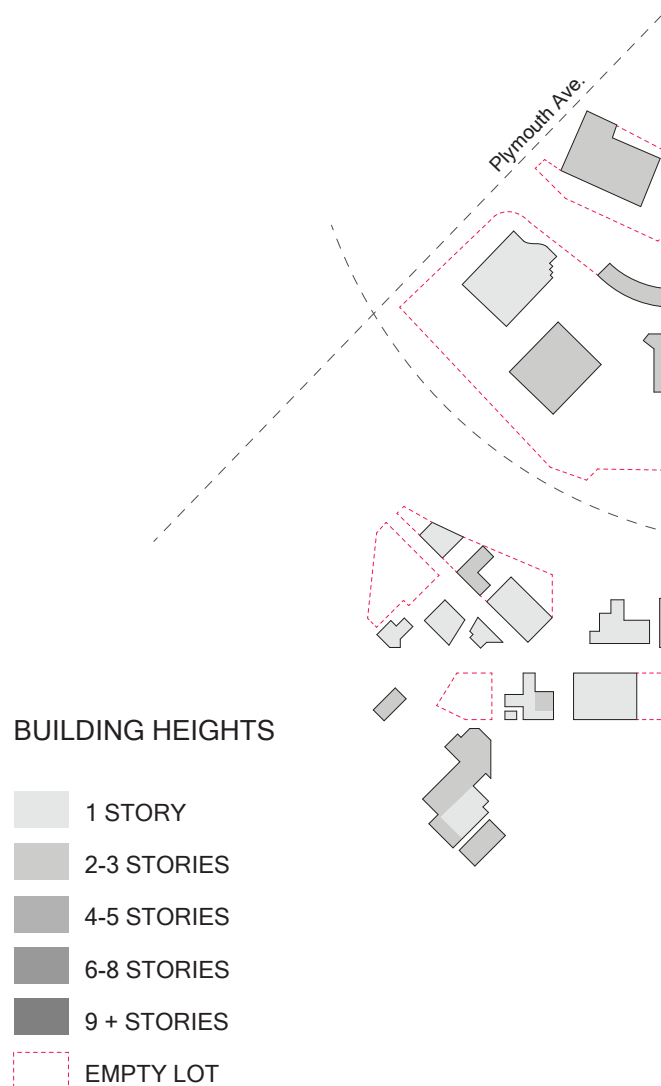 Plymouth Ave.
BUILDING HEIGHTS
1 STORY
2-3 STORIES
4-5 STORIES
6-8 STORIES
9 + STORIES
EMPTY LOT